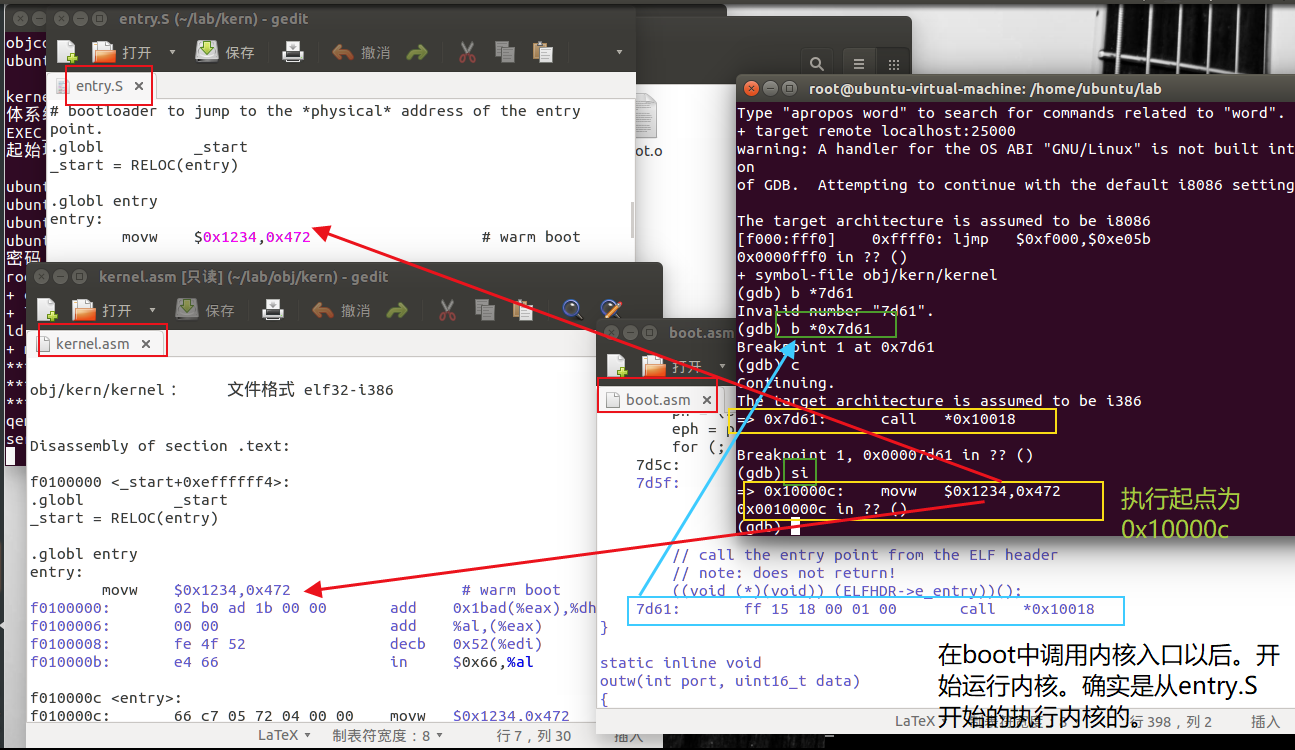 entry.S (~/lab/kern) - gedit
打开
保存
撤消
entry.S ×
# bootloader to jump to the *physical* address of the entry
point.
.globl _start
_start = RELOC(entry)
.globl entry
entry:
movw $0x1234,0x472 # warm boot
objco
ubunt
kerne
体系结
EXEC_
起始地
ubunt
ubunt
ubunt
ubunt
密码
ot.o
kernel.asm [只读] (~/lab/obj/kern) - gedit
打开
保存
撤消
kernel.asm ×
obj/kern/kernel： 文件格式 elf32-i386
Disassembly of section .text:
f0100000 <_start+0xeffffff4>:
.globl _start
_start = RELOC(entry)
.globl entry
entry:
movw $0x1234,0x472 # warm boot
f0100000: 02 b0 ad 1b 00 00 add 0x1bad(%eax),%dh
f0100006: 00 00 add %al,(%eax)
f0100008: fe 4f 52 decb 0x52(%edi)
f010000b: e4 66 in $0x66,%al
f010000c <entry>:
f010000c: 66 c7 05 72 04 00 00 movw $0x1234,0x472
LaTeX 制表符宽度：8 行 7，列 30 插入
boot.asm
打开
boot.asm ×
eph = p
for (;
7d5c:
7d5f:
// call the entry point from the ELF header
// note: does not return!
((void (*)(void)) (ELFHDR->e_entry))();
7d61: ff 15 18 00 01 00 call *0x10018
}
static inline void
outw(int port, uint16_t data)
{
LaTeX 行 398，列 2 插入
root@ubuntu-virtual-machine: /home/ubuntu/lab
Type "apropos word" to search for commands related to "word".
+ target remote localhost:25000
warning: A handler for the OS ABI "GNU/Linux" is not built int
on
of GDB. Attempting to continue with the default i8086 setting
The target architecture is assumed to be i8086
[f000:fff0] 0xffff0: ljmp $0xf000,$0xe05b
0x0000fff0 in ?? ()
+ symbol-file obj/kern/kernel
(gdb) b *7d61
Invalid number "7d61".
(gdb) b *0x7d61
Breakpoint 1 at 0x7d61
(gdb) c
Continuing.
The target architecture is assumed to be i386
=> 0x7d61: call *0x10018
Breakpoint 1, 0x00007d61 in ?? ()
(gdb) si
=> 0x10000c: movw $0x1234,0x472
0x0010000c in ?? ()
(gdb)
执行起点为
0x10000c
在boot中调用内核入口以后。开
始运行内核。确实是从entry.S
开始的执行内核的。